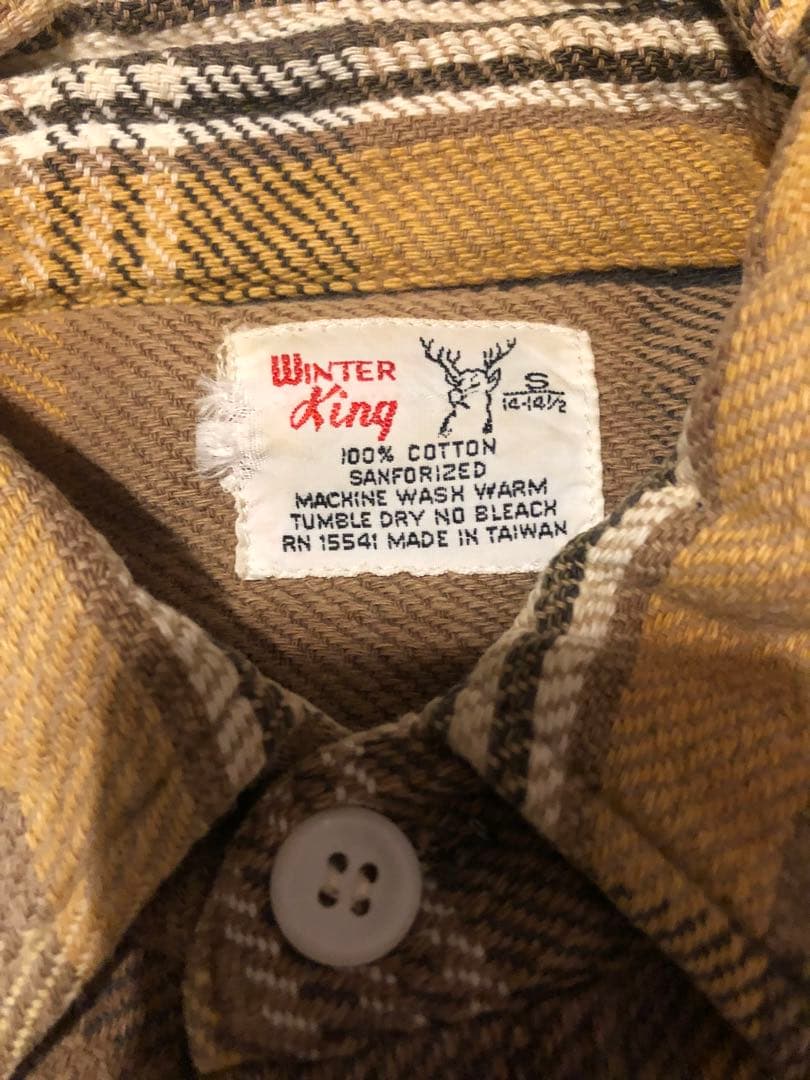 WINTER
King
S
14-14½
100% COTTON
SANFORIZED
MACHINE WASH WARM
TUMBLE DRY NO BLEACH
RN 15541 MADE IN TAIWAN